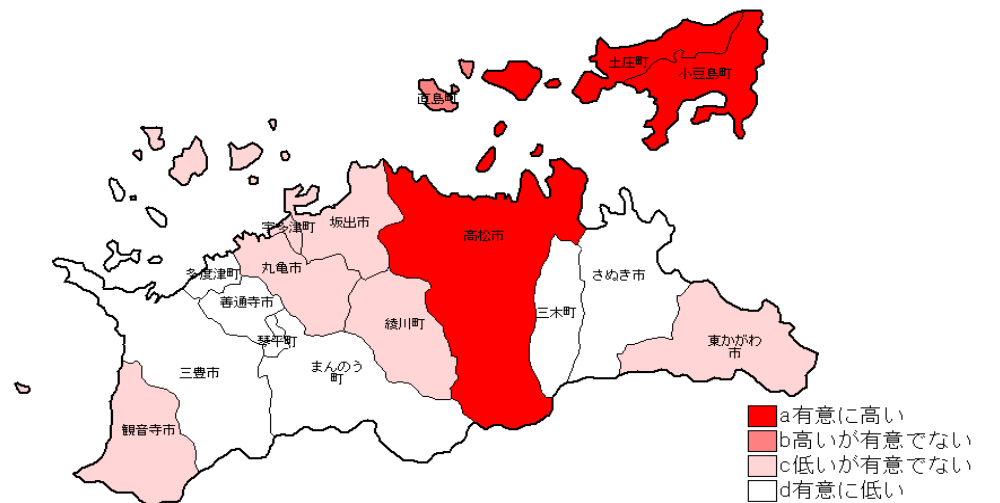 土庄町
小豆島町
直島町
宇多津町
坂出市
高松市
丸亀市
多度津町
さぬき市
善通寺市
三木町
綾川町
琴平町
東かがわ
市
まんのう
町
三豊市
観音寺市
a有意に高い
b高いが有意でない
c低いが有意でない
d有意に低い